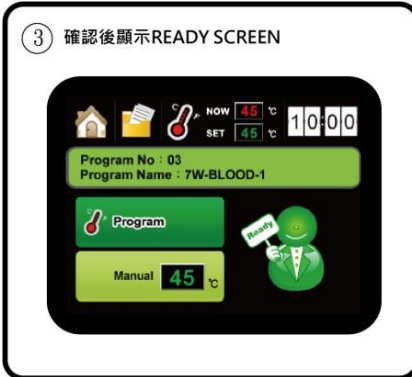 ③ 確認後顯示READY SCREEN
C F NOW 45 ℃
SET 45 ℃
10:00
Program No : 03
Program Name : 7W-BLOOD-1
C F Program
Manual 45 ℃
Ready